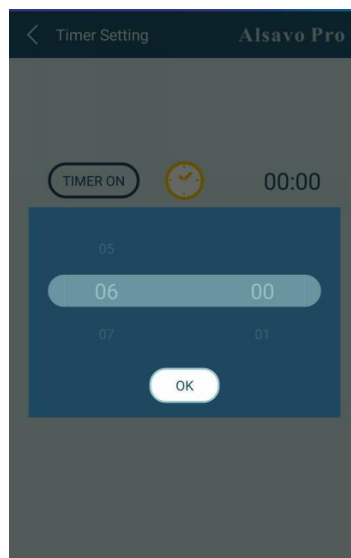 Timer Setting Alsavo Pro
TIMER ON 00:00
05
06 00
07 01
OK